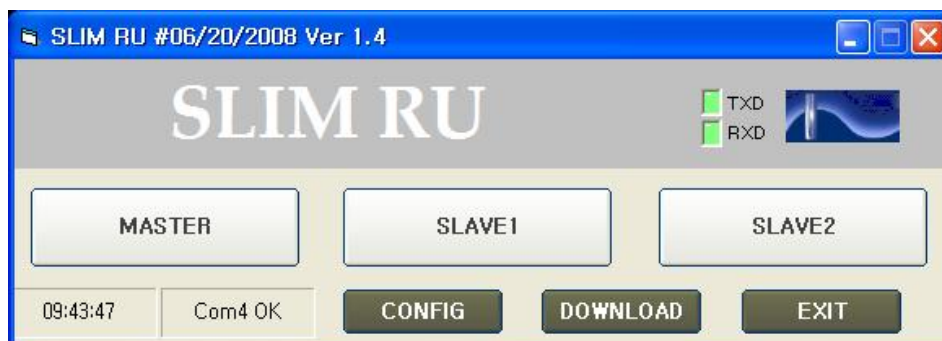 SLIM RU #06/20/2008 Ver 1.4
SLIM RU
TXD
RXD
MASTER SLAVE1 SLAVE2
09:43:47 Com4 OK CONFIG DOWNLOAD EXIT